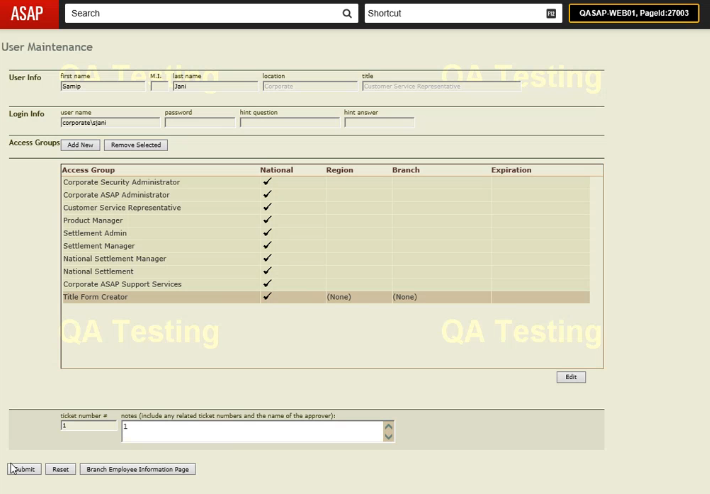 ASAP Search Shortcut QASAP-WEB01, PageId:27003
User Maintenance
QA Testing QA Testing
User Info first name M.I. last name location title
Samip Jani Corporate Customer Service Representative
Login Info user name password hint question hint answer
corporate\sjani
Access Groups Add New Remove Selected
Access Group National Region Branch Expiration
Corporate Security Administrator ✓
Corporate ASAP Administrator ✓
Customer Service Representative ✓
Product Manager ✓
Settlement Admin ✓
Settlement Manager ✓
National Settlement Manager ✓
National Settlement ✓
Corporate ASAP Support Services ✓
Title Form Creator ✓ (None) (None)
QA Testing QA Testing
Edit
ticket number # notes (include any related ticket numbers and the name of the approver):
1 1
Submit Reset Branch Employee Information Page